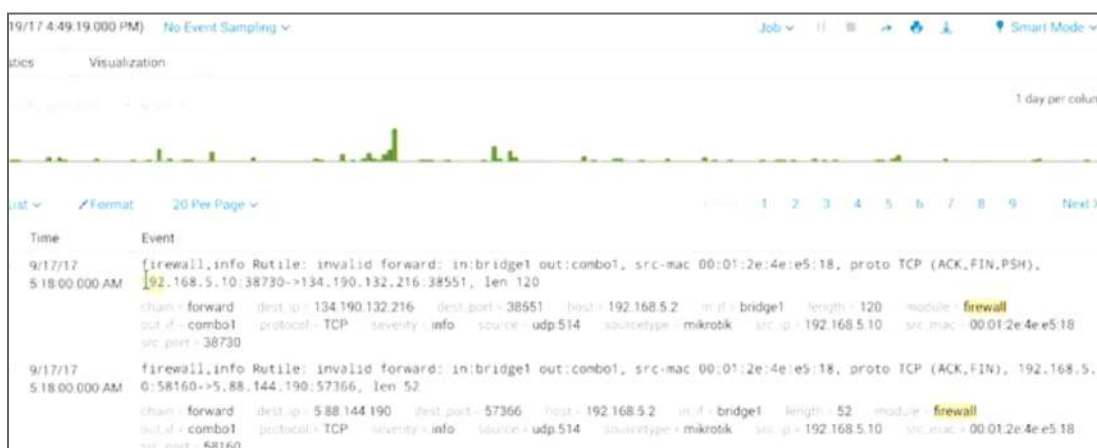 19/17 4:49:19.000 PM) No Event Sampling Job Smart Mode
stics Visualization
1 day per colum
List Format 20 Per Page 1 2 3 4 5 6 7 8 9 Next
Time Event
9/17/17 firewall,info Rutile: invalid forward: in:bridge1 out:combo1, src-mac 00:01:2e:4e:e5:18, proto TCP (ACK,FIN,PSH),
5:18:00.000 AM 192.168.5.10:38730->134.190.132.216:38551, len 120
chain = forward dest_ip = 134.190.132.216 dest_port = 38551 host = 192.168.5.2 in_if = bridge1 length = 120 module = firewall
out_if = combo1 protocol = TCP severity = info source = udp:514 sourcetype = mikrotik src_ip = 192.168.5.10 src_mac = 00:01:2e:4e:e5:18
src_port = 38730
9/17/17 firewall,info Rutile: invalid forward: in:bridge1 out:combo1, src-mac 00:01:2e:4e:e5:18, proto TCP (ACK,FIN), 192.168.5.
5:18:00.000 AM 0:58160->5.88.144.190:57366, len 52
chain = forward dest_ip = 5.88.144.190 dest_port = 57366 host = 192.168.5.2 in_if = bridge1 length = 52 module = firewall
out_if = combo1 protocol = TCP severity = info source = udp:514 sourcetype = mikrotik src_ip = 192.168.5.10 src_mac = 00:01:2e:4e:e5:18
src_port = 58160